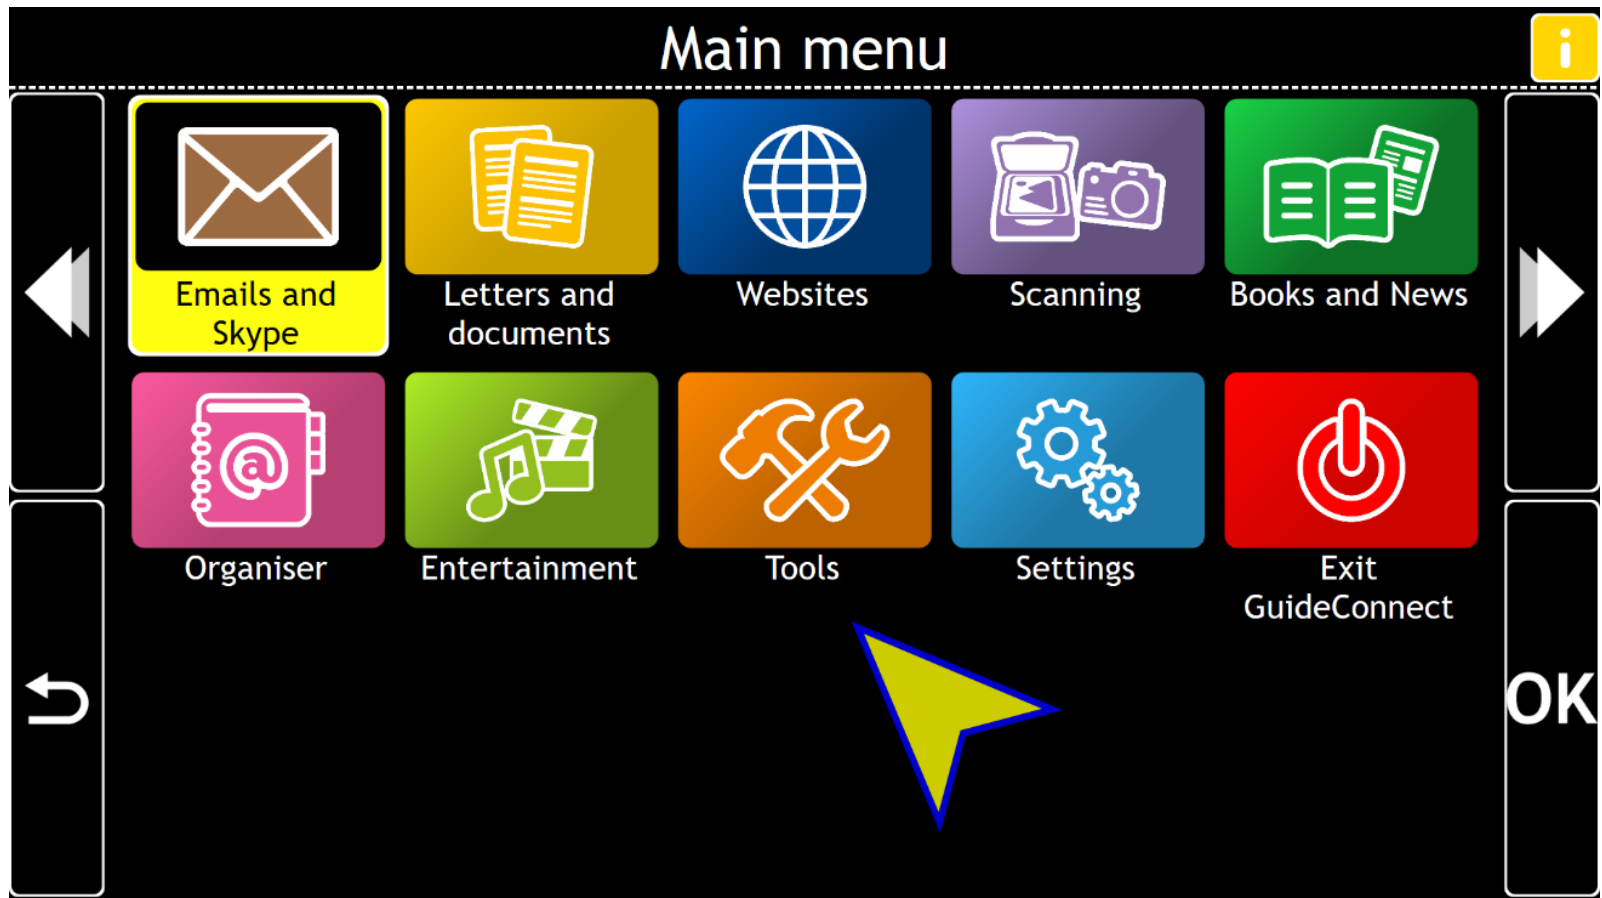 Main menu
i
Emails and
Skype
Letters and
documents
Websites
Scanning
Books and News
Organiser
Entertainment
Tools
Settings
Exit
GuideConnect
OK